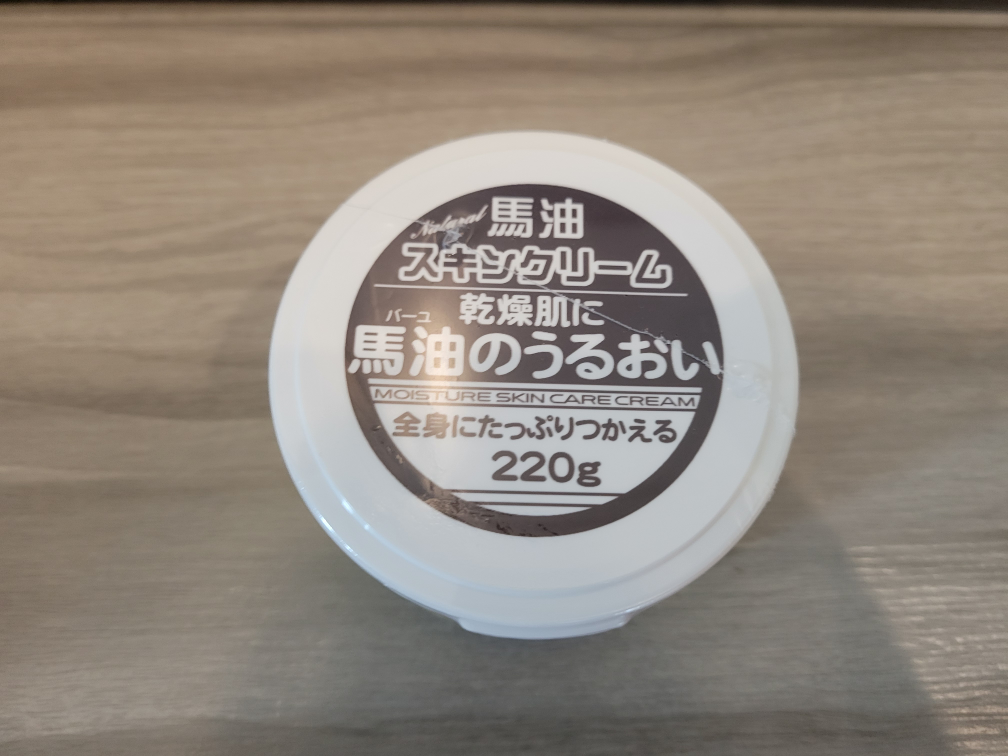 Natural 馬油
スキンクリーム
乾燥肌に
バーユ
馬油のうるおい
MOISTURE SKIN CARE CREAM
全身にたっぷりつかえる
220g